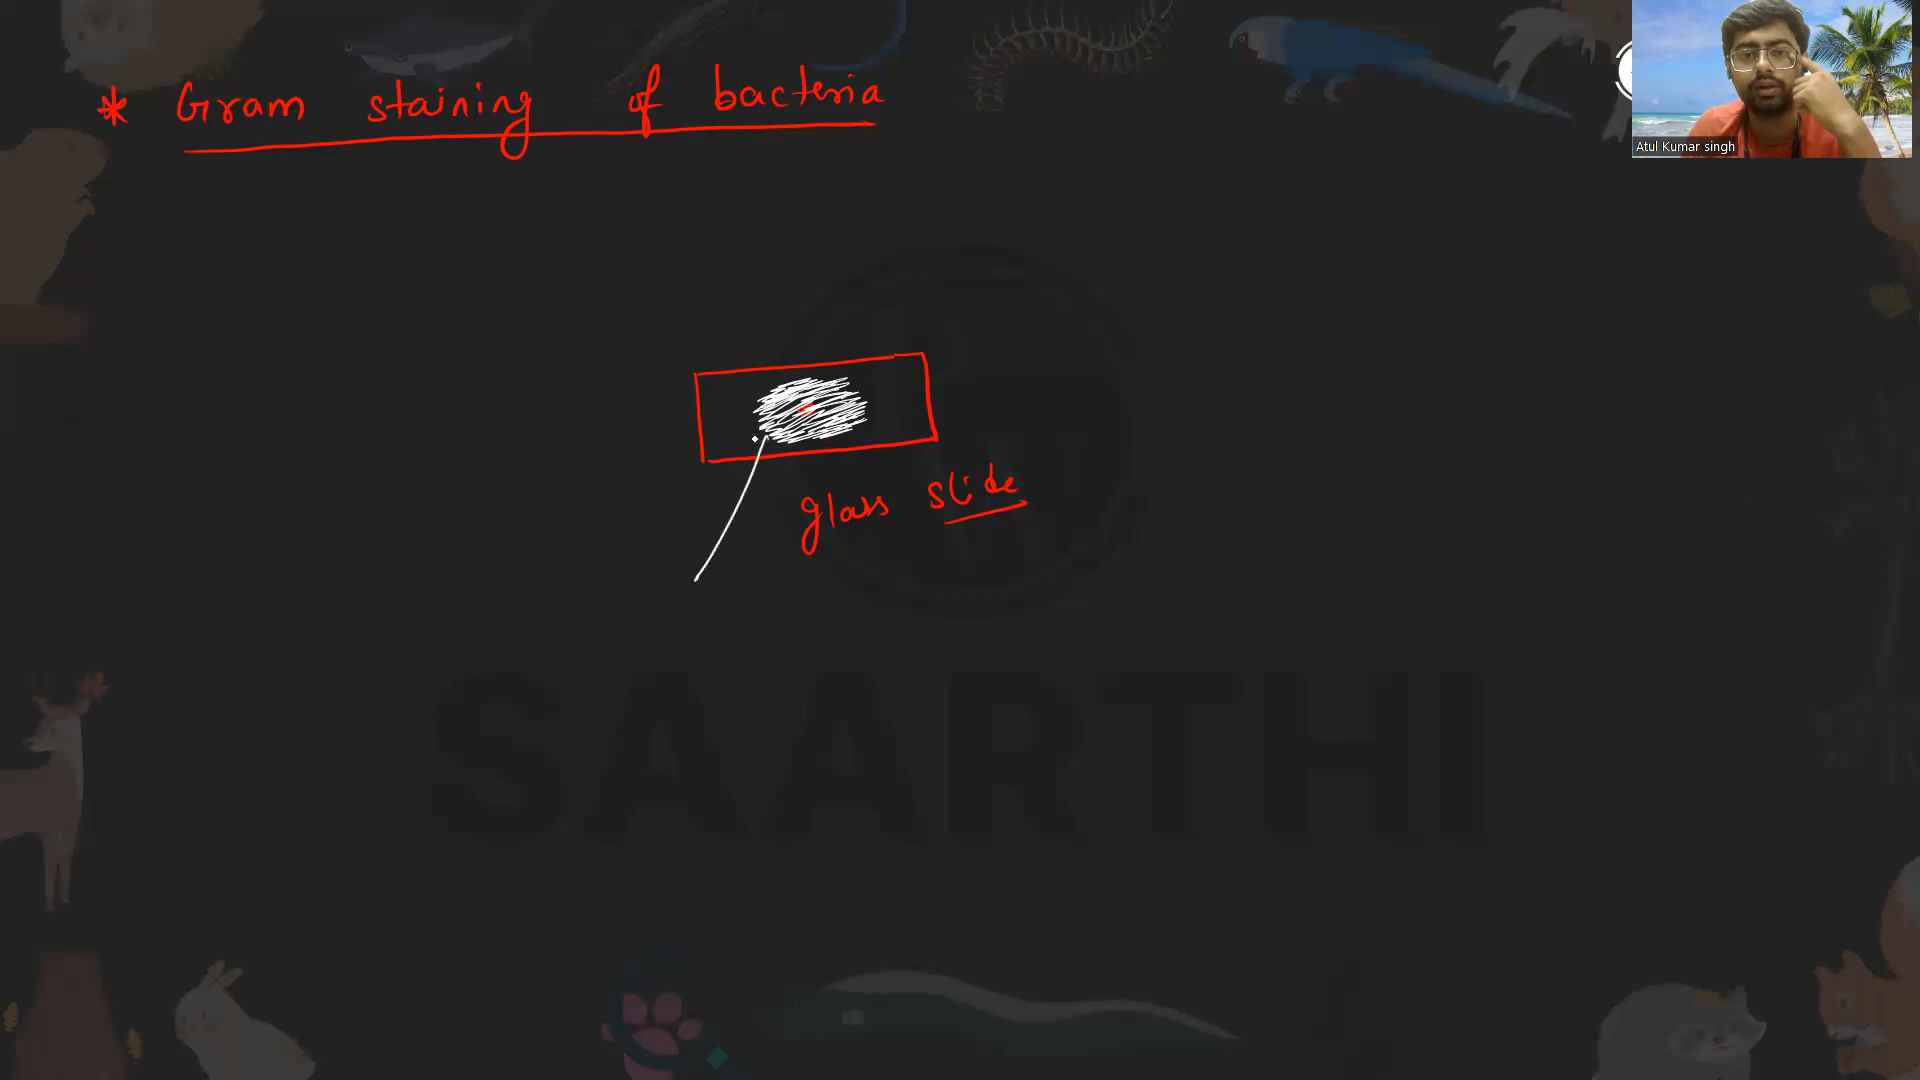 * Gram staining of bacteria
Atul Kumar singh
glass slide
SAARTHI